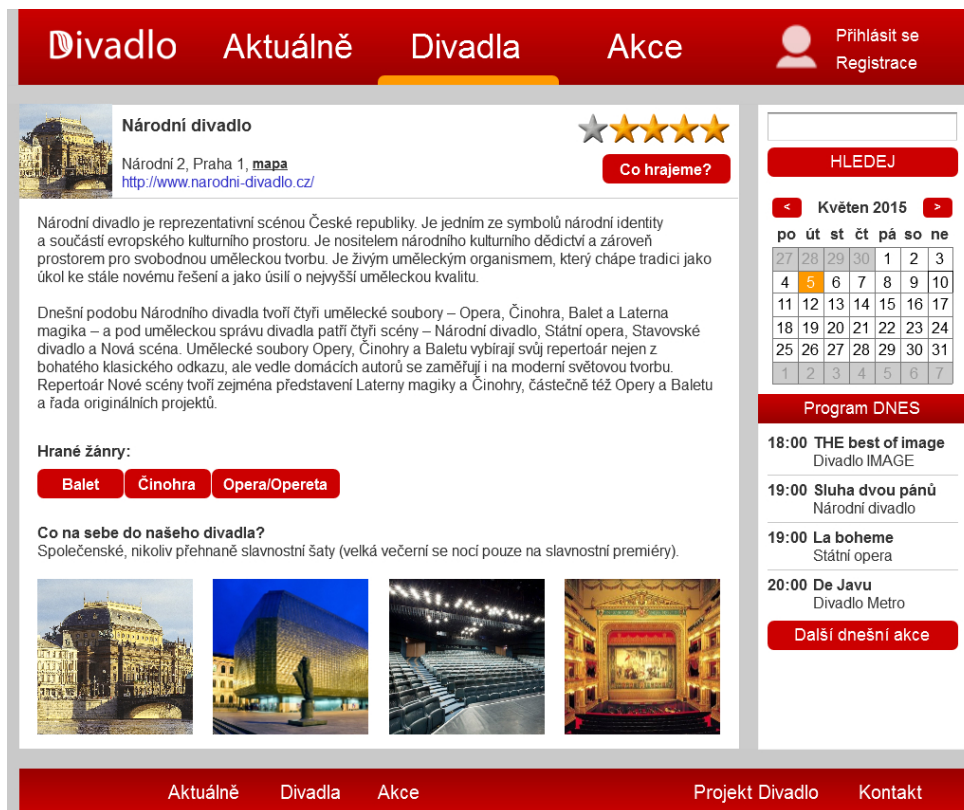 Divadlo Aktuálně Divadla Akce
Přihlásit se
Registrace
Národní divadlo
Národní 2, Praha 1, mapa
http://www.narodni-divadlo.cz/
Co hrajeme?
Národní divadlo je reprezentativní scénou České republiky. Je jedním ze symbolů národní identity
a součástí evropského kulturního prostoru. Je nositelem národního kulturního dědictví a zároveň
prostorem pro svobodnou uměleckou tvorbu. Je živým uměleckým organismem, který chápe tradici jako
úkol ke stále novému řešení a jako úsilí o nejvyšší uměleckou kvalitu.
Dnešní podobu Národního divadla tvoří čtyři umělecké soubory – Opera, Činohra, Balet a Laterna
magika – a pod uměleckou správu divadla patří čtyři scény – Národní divadlo, Státní opera, Stavovské
divadlo a Nová scéna. Umělecké soubory Opery, Činohry a Baletu vybírají svůj repertoár nejen z
bohatého klasického odkazu, ale vedle domácích autorů se zaměřují i na moderní světovou tvorbu.
Repertoár Nové scény tvoří zejména představení Laterny magiky a Činohry, částečně též Opery a Baletu
a řada originálních projektů.
Hrané žánry:
Balet Činohra Opera/Opereta
Co na sebe do našeho divadla?
Společenské, nikoliv přehnaně slavnostní šaty (velká večerní se nocí pouze na slavnostní premiéry).
HLEDEJ
< Květen 2015 >
po út st čt pá so ne
27 28 29 30 1 2 3
4 5 6 7 8 9 10
11 12 13 14 15 16 17
18 19 20 21 22 23 24
25 26 27 28 29 30 31
1 2 3 4 5 6 7
Program DNES
18:00 THE best of image
Divadlo IMAGE
19:00 Sluha dvou pánů
Národní divadlo
19:00 La boheme
Státní opera
20:00 De Javu
Divadlo Metro
Další dnešní akce
Aktuálně Divadla Akce Projekt Divadlo Kontakt